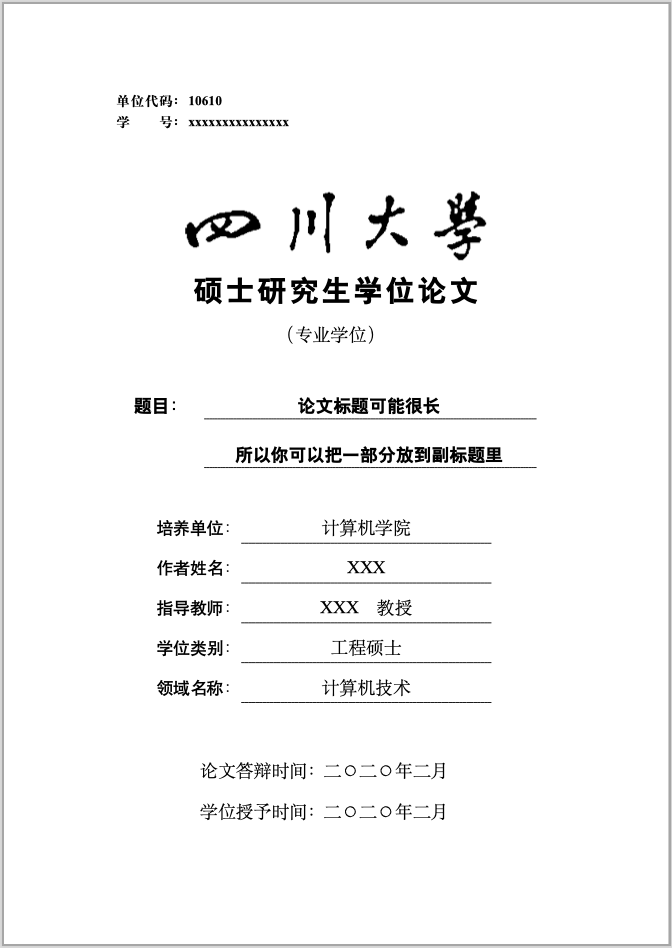 单位代码：10610
学　　号：xxxxxxxxxxxxxxx
四川大學
硕士研究生学位论文
（专业学位）
题目：　论文标题可能很长
所以你可以把一部分放到副标题里
培养单位：　计算机学院
作者姓名：　XXX
指导教师：　XXX　教授
学位类别：　工程硕士
领域名称：　计算机技术
论文答辩时间：二〇二〇年二月
学位授予时间：二〇二〇年二月